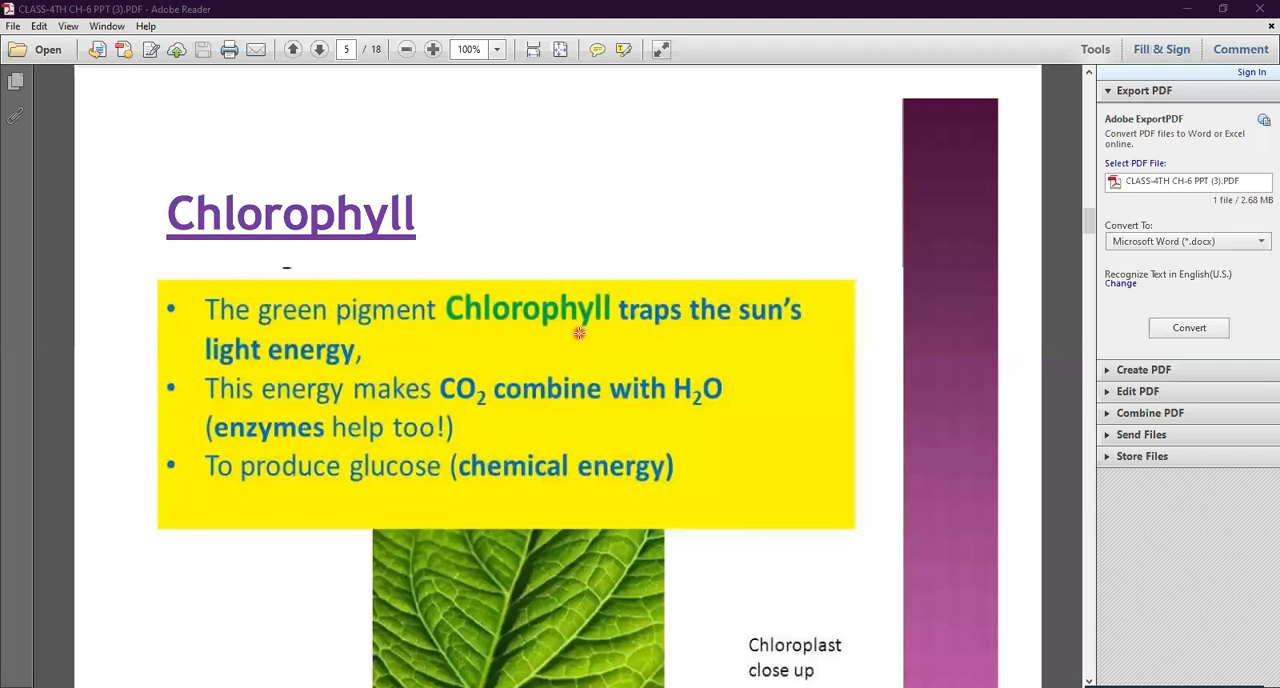 CLASS-4TH CH-6 PPT (3).PDF - Adobe Reader
File Edit View Window Help
Open 5 / 18 100% Tools Fill & Sign Comment
Sign In
Export PDF
Adobe ExportPDF
Convert PDF files to Word or Excel
online.
Select PDF File:
CLASS-4TH CH-6 PPT (3).PDF
1 file / 2.68 MB
Convert To:
Microsoft Word (*.docx)
Recognize Text in English(U.S.)
Change
Convert
Create PDF
Edit PDF
Combine PDF
Send Files
Store Files
Chlorophyll
• The green pigment Chlorophyll traps the sun's
light energy,
• This energy makes CO₂ combine with H₂O
(enzymes help too!)
• To produce glucose (chemical energy)
Chloroplast
close up